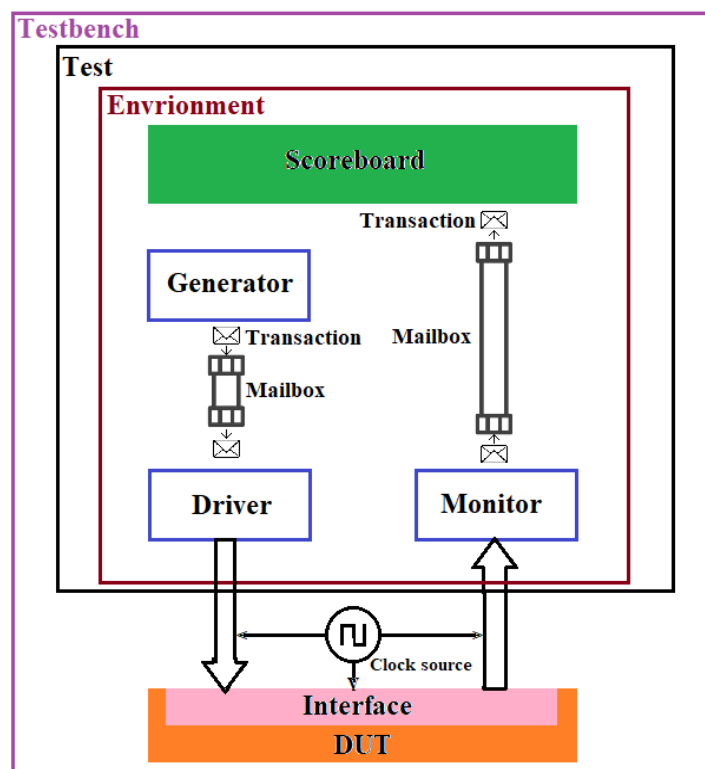 Testbench
Test
Envrionment
Scoreboard
Transaction
Generator
Transaction
Mailbox
Mailbox
Driver
Monitor
Clock source
Interface
DUT